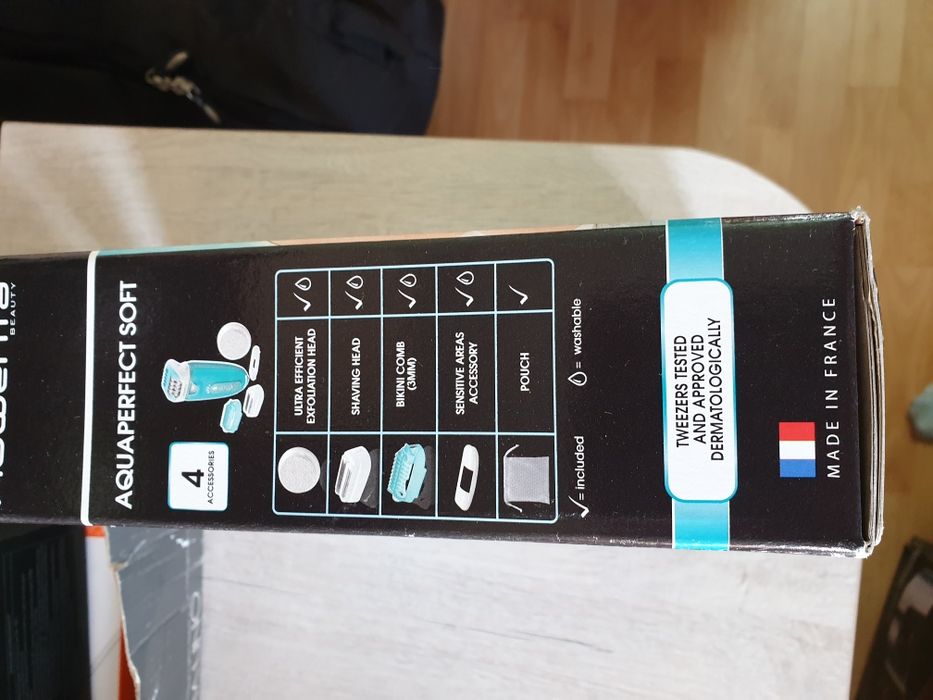 BEAUTY
AQUAPERFECT SOFT
4
ACCESSORIES
ULTRA EFFICIENT
EXFOLIATION HEAD
SHAVING HEAD
BIKINI COMB
(3MM)
SENSITIVE AREAS
ACCESSORY
POUCH
✓= included
= washable
TWEEZERS TESTED
AND APPROVED
DERMATOLOGICALLY
MADE IN FRANCE